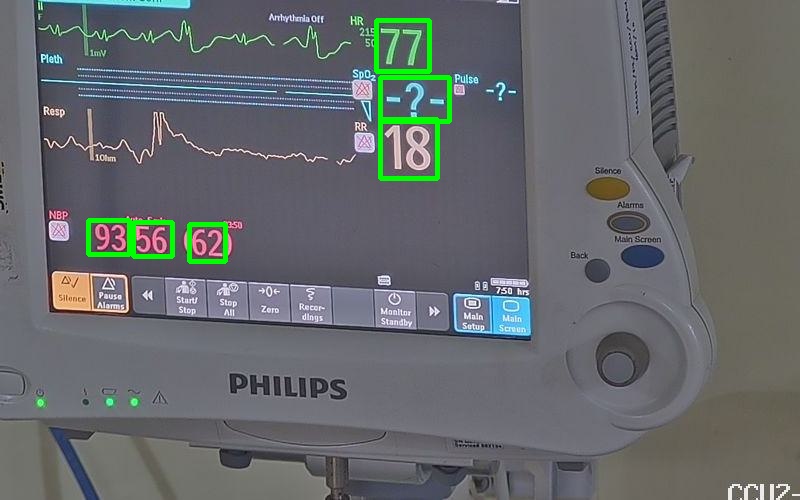 II
Arrhythmia Off
HR
215
50
77
1mV
Pleth
SpO₂
-?-
Pulse
-?-
Resp
RR
18
1Ohm
NBP
93 56 (62)
Silence
Pause Alarms
Start/ Stop
Stop All
Zero
Recor- dings
Monitor Standby
Main Setup
Main Screen
7:50 hrs
Silence
Alarms
Main Screen
Back
PHILIPS
CCU2-